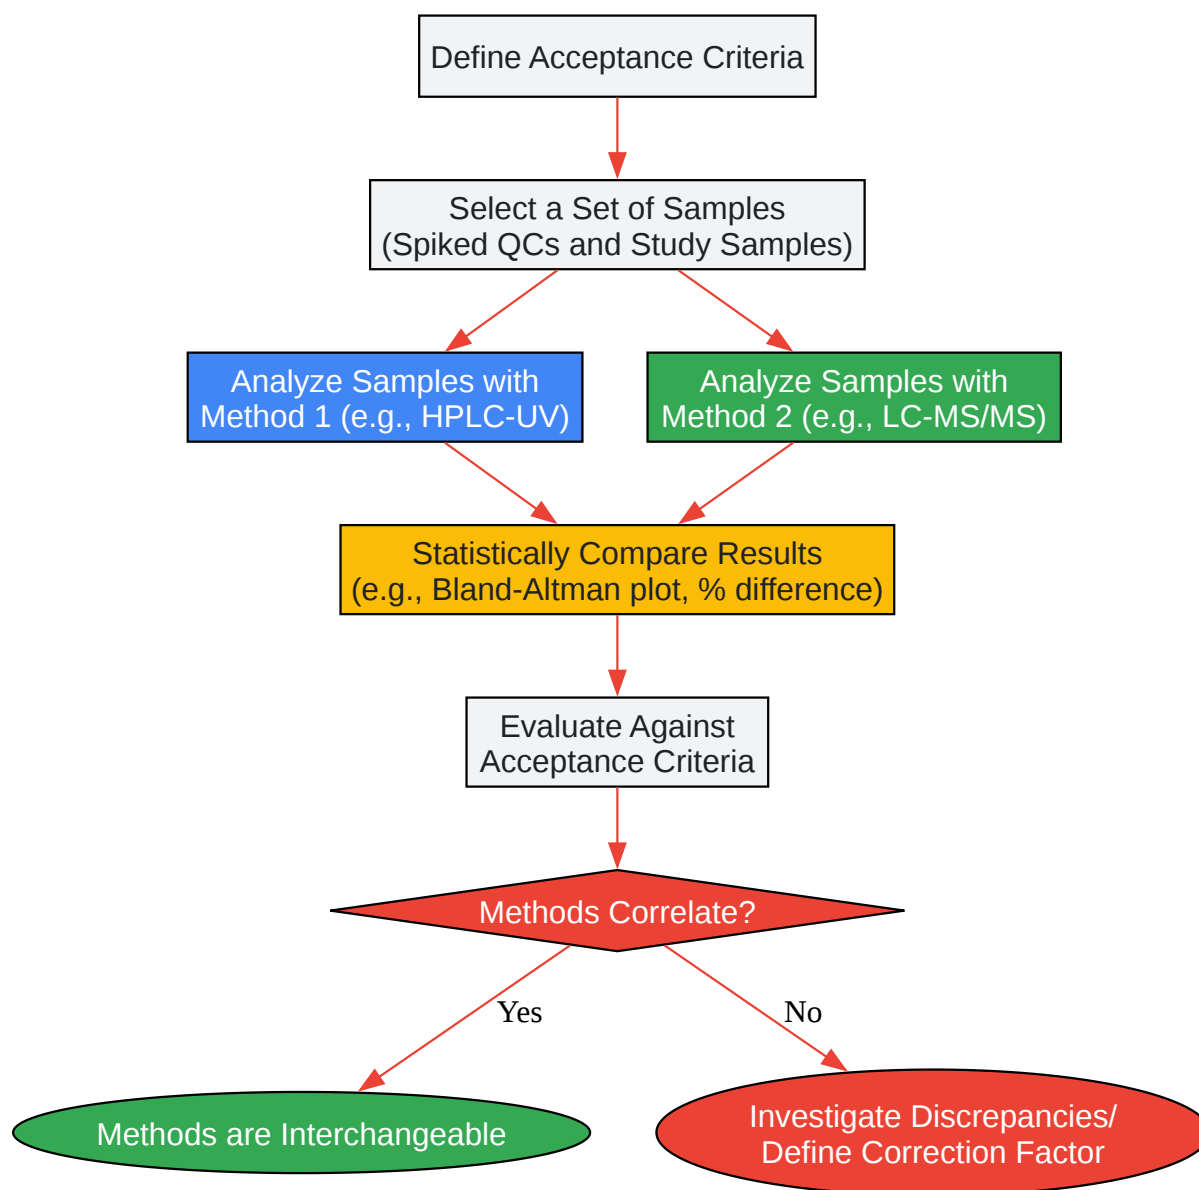 Define Acceptance Criteria
Select a Set of Samples
(Spiked QCs and Study Samples)
Analyze Samples with
Method 1 (e.g., HPLC-UV)
Analyze Samples with
Method 2 (e.g., LC-MS/MS)
Statistically Compare Results
(e.g., Bland-Altman plot, % difference)
Evaluate Against
Acceptance Criteria
Methods Correlate?
Yes
No
Methods are Interchangeable
Investigate Discrepancies/
Define Correction Factor